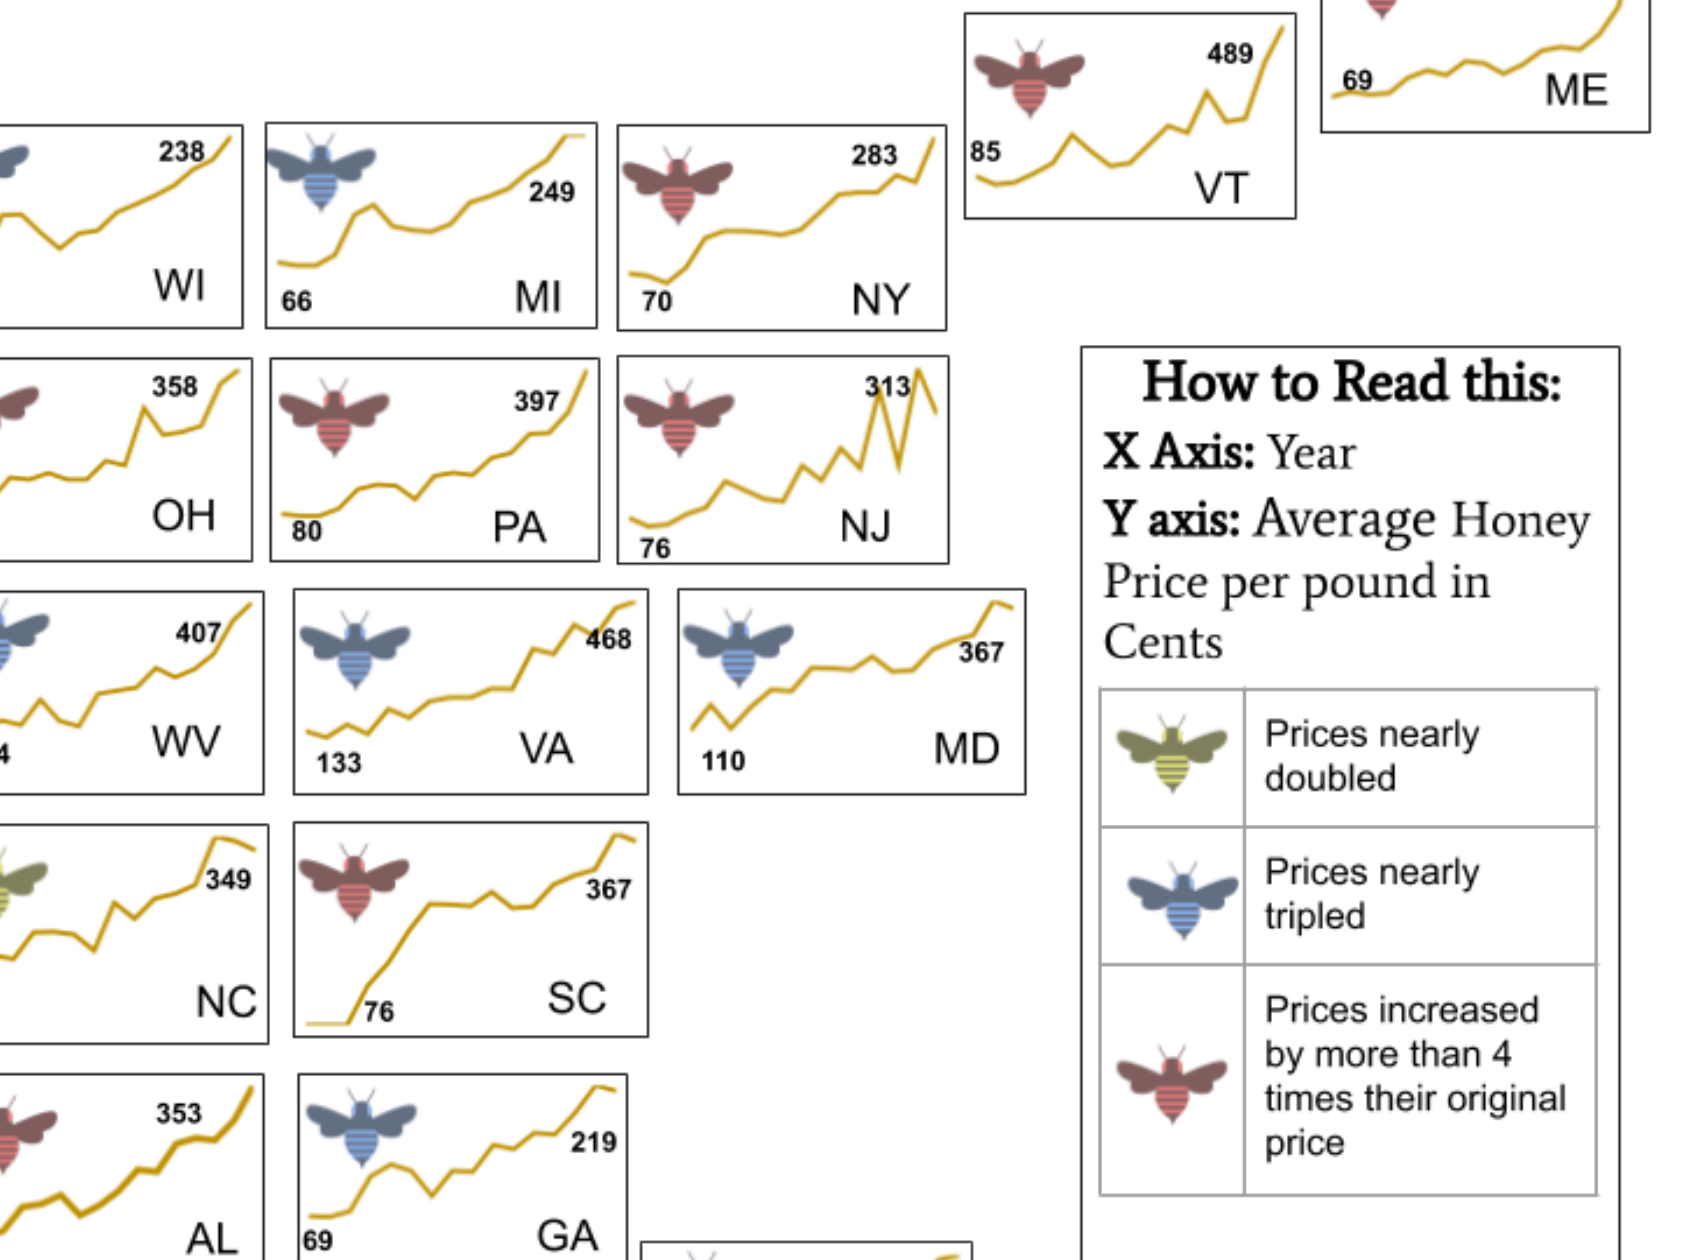 489
85
VT
69
ME
238
WI
249
66
MI
283
70
NY
358
OH
397
80
PA
313
76
NJ
407
4
WV
468
133
VA
367
110
MD
349
NC
367
76
SC
353
AL
219
69
GA
How to Read this:
X Axis: Year
Y axis: Average Honey
Price per pound in
Cents
Prices nearly
doubled
Prices nearly
tripled
Prices increased
by more than 4
times their original
price